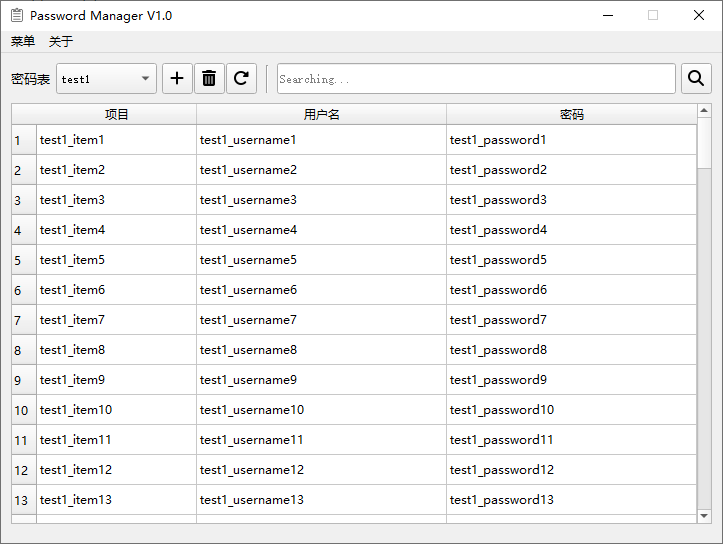 Password Manager V1.0
菜单 关于
密码表 test1 Searching...
项目 用户名 密码
1 test1_item1 test1_username1 test1_password1
2 test1_item2 test1_username2 test1_password2
3 test1_item3 test1_username3 test1_password3
4 test1_item4 test1_username4 test1_password4
5 test1_item5 test1_username5 test1_password5
6 test1_item6 test1_username6 test1_password6
7 test1_item7 test1_username7 test1_password7
8 test1_item8 test1_username8 test1_password8
9 test1_item9 test1_username9 test1_password9
10 test1_item10 test1_username10 test1_password10
11 test1_item11 test1_username11 test1_password11
12 test1_item12 test1_username12 test1_password12
13 test1_item13 test1_username13 test1_password13